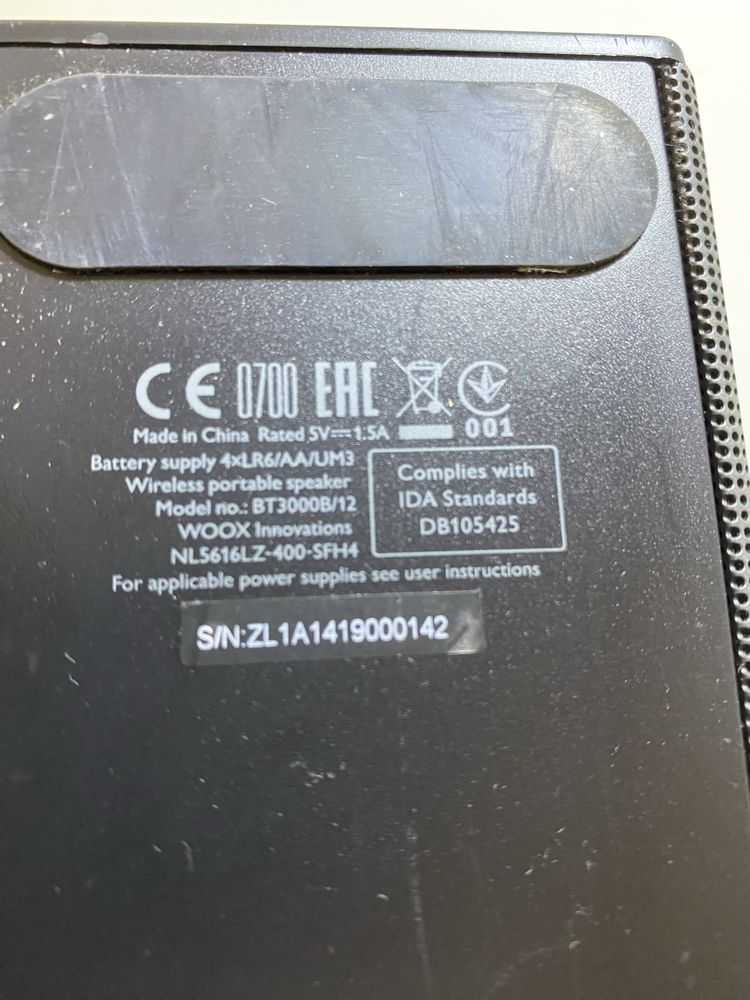 CE 0700 EAC
001
Made in China Rated 5V⎓1.5A
Battery supply 4xLR6/AA/UM3
Wireless portable speaker
Model no.: BT3000B/12
WOOX Innovations
NL5616LZ-400-SFH4
Complies with
IDA Standards
DB105425
For applicable power supplies see user instructions
S/N:ZL1A1419000142